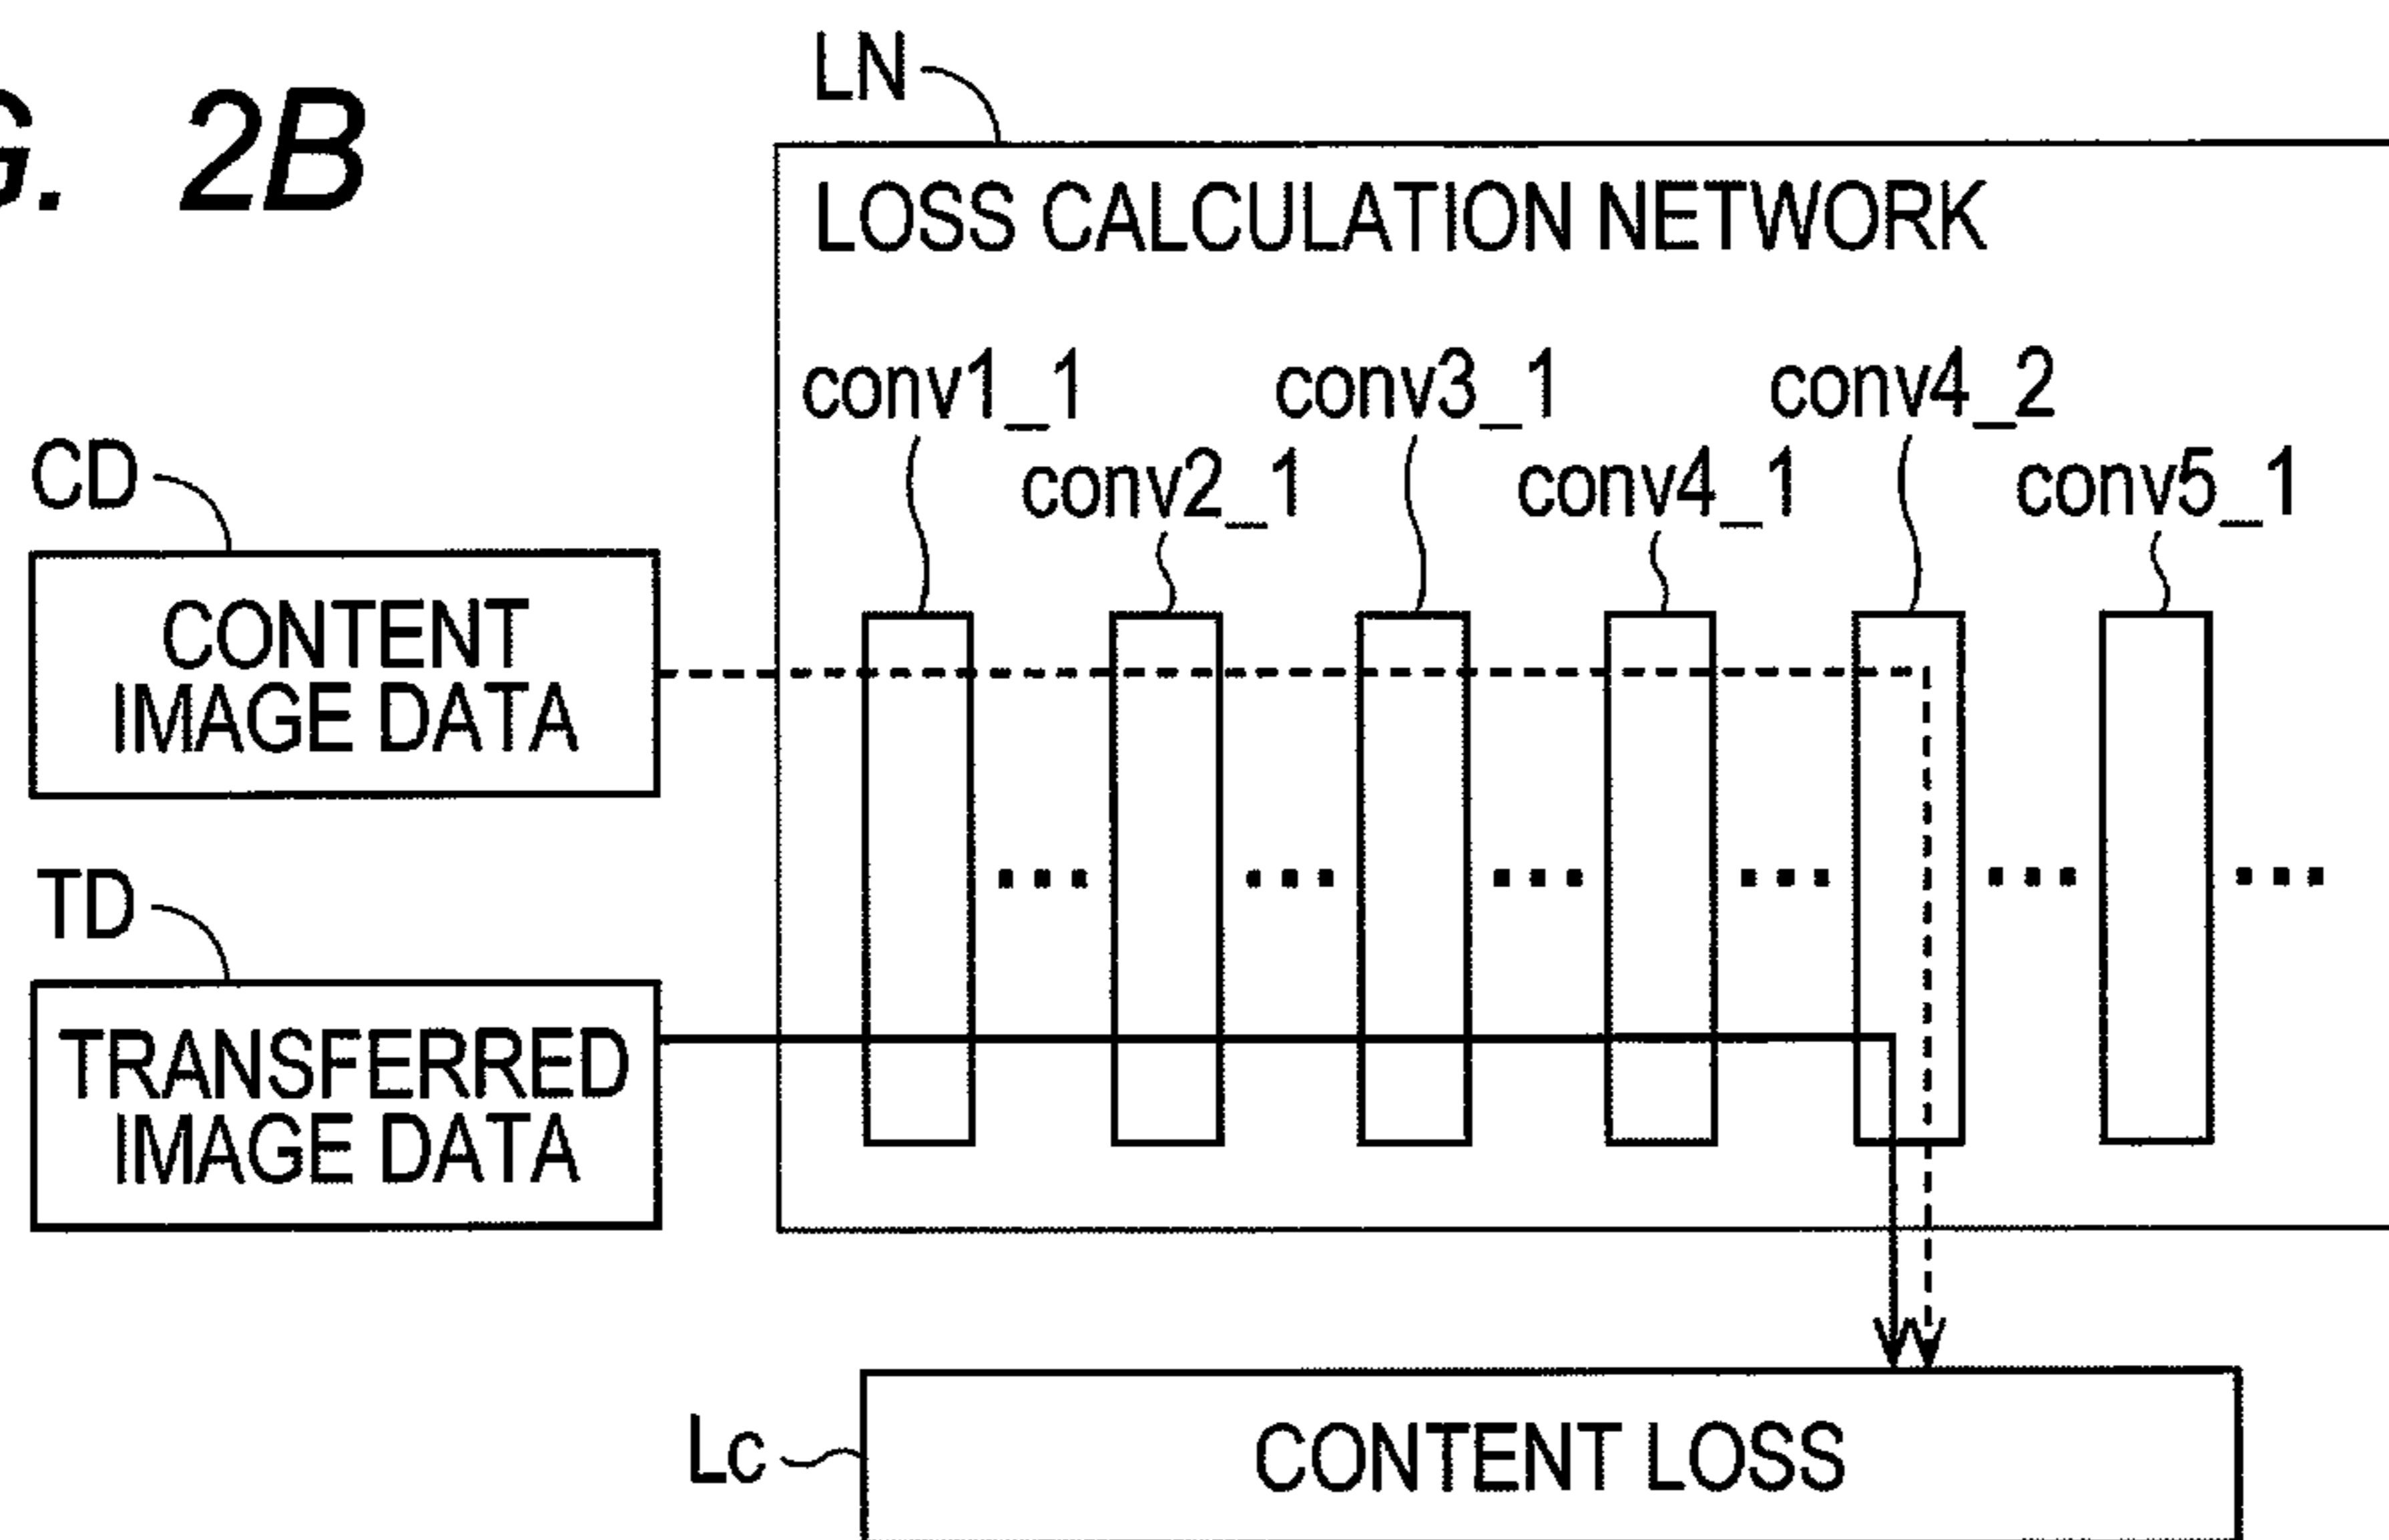 G. 2B
LN
LOSS CALCULATION NETWORK
conv1_1
conv3_1
conv4_2
conv2_1
conv4_1
conv5_1
CD
CONTENT
IMAGE DATA
TD
TRANSFERRED
IMAGE DATA
Lc
CONTENT LOSS